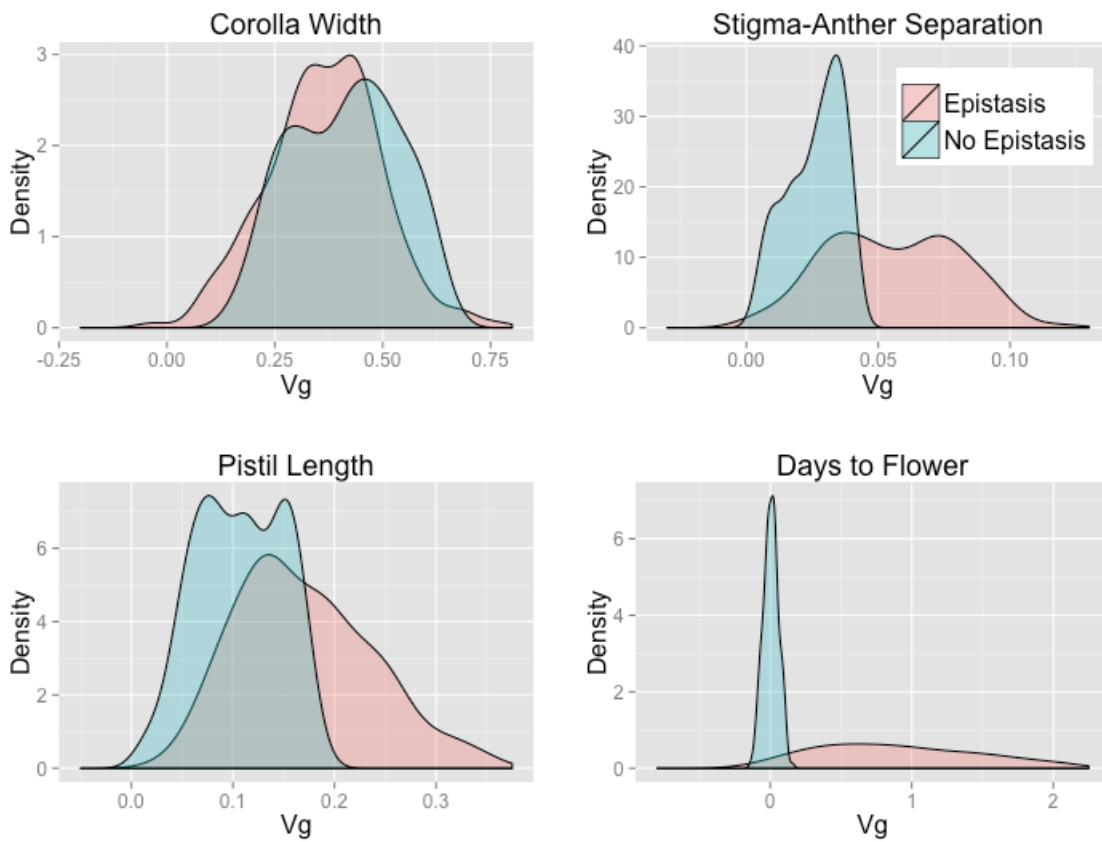 Corolla Width
3
2
1
0
Density
-0.25
0.00
0.25
0.50
0.75
Vg
Stigma-Anther Separation
40
30
20
10
0
Density
Epistasis
No Epistasis
0.00
0.05
0.10
Vg
Pistil Length
6
4
2
0
Density
0.0
0.1
0.2
0.3
Vg
Days to Flower
6
4
2
0
Density
0
1
2
Vg